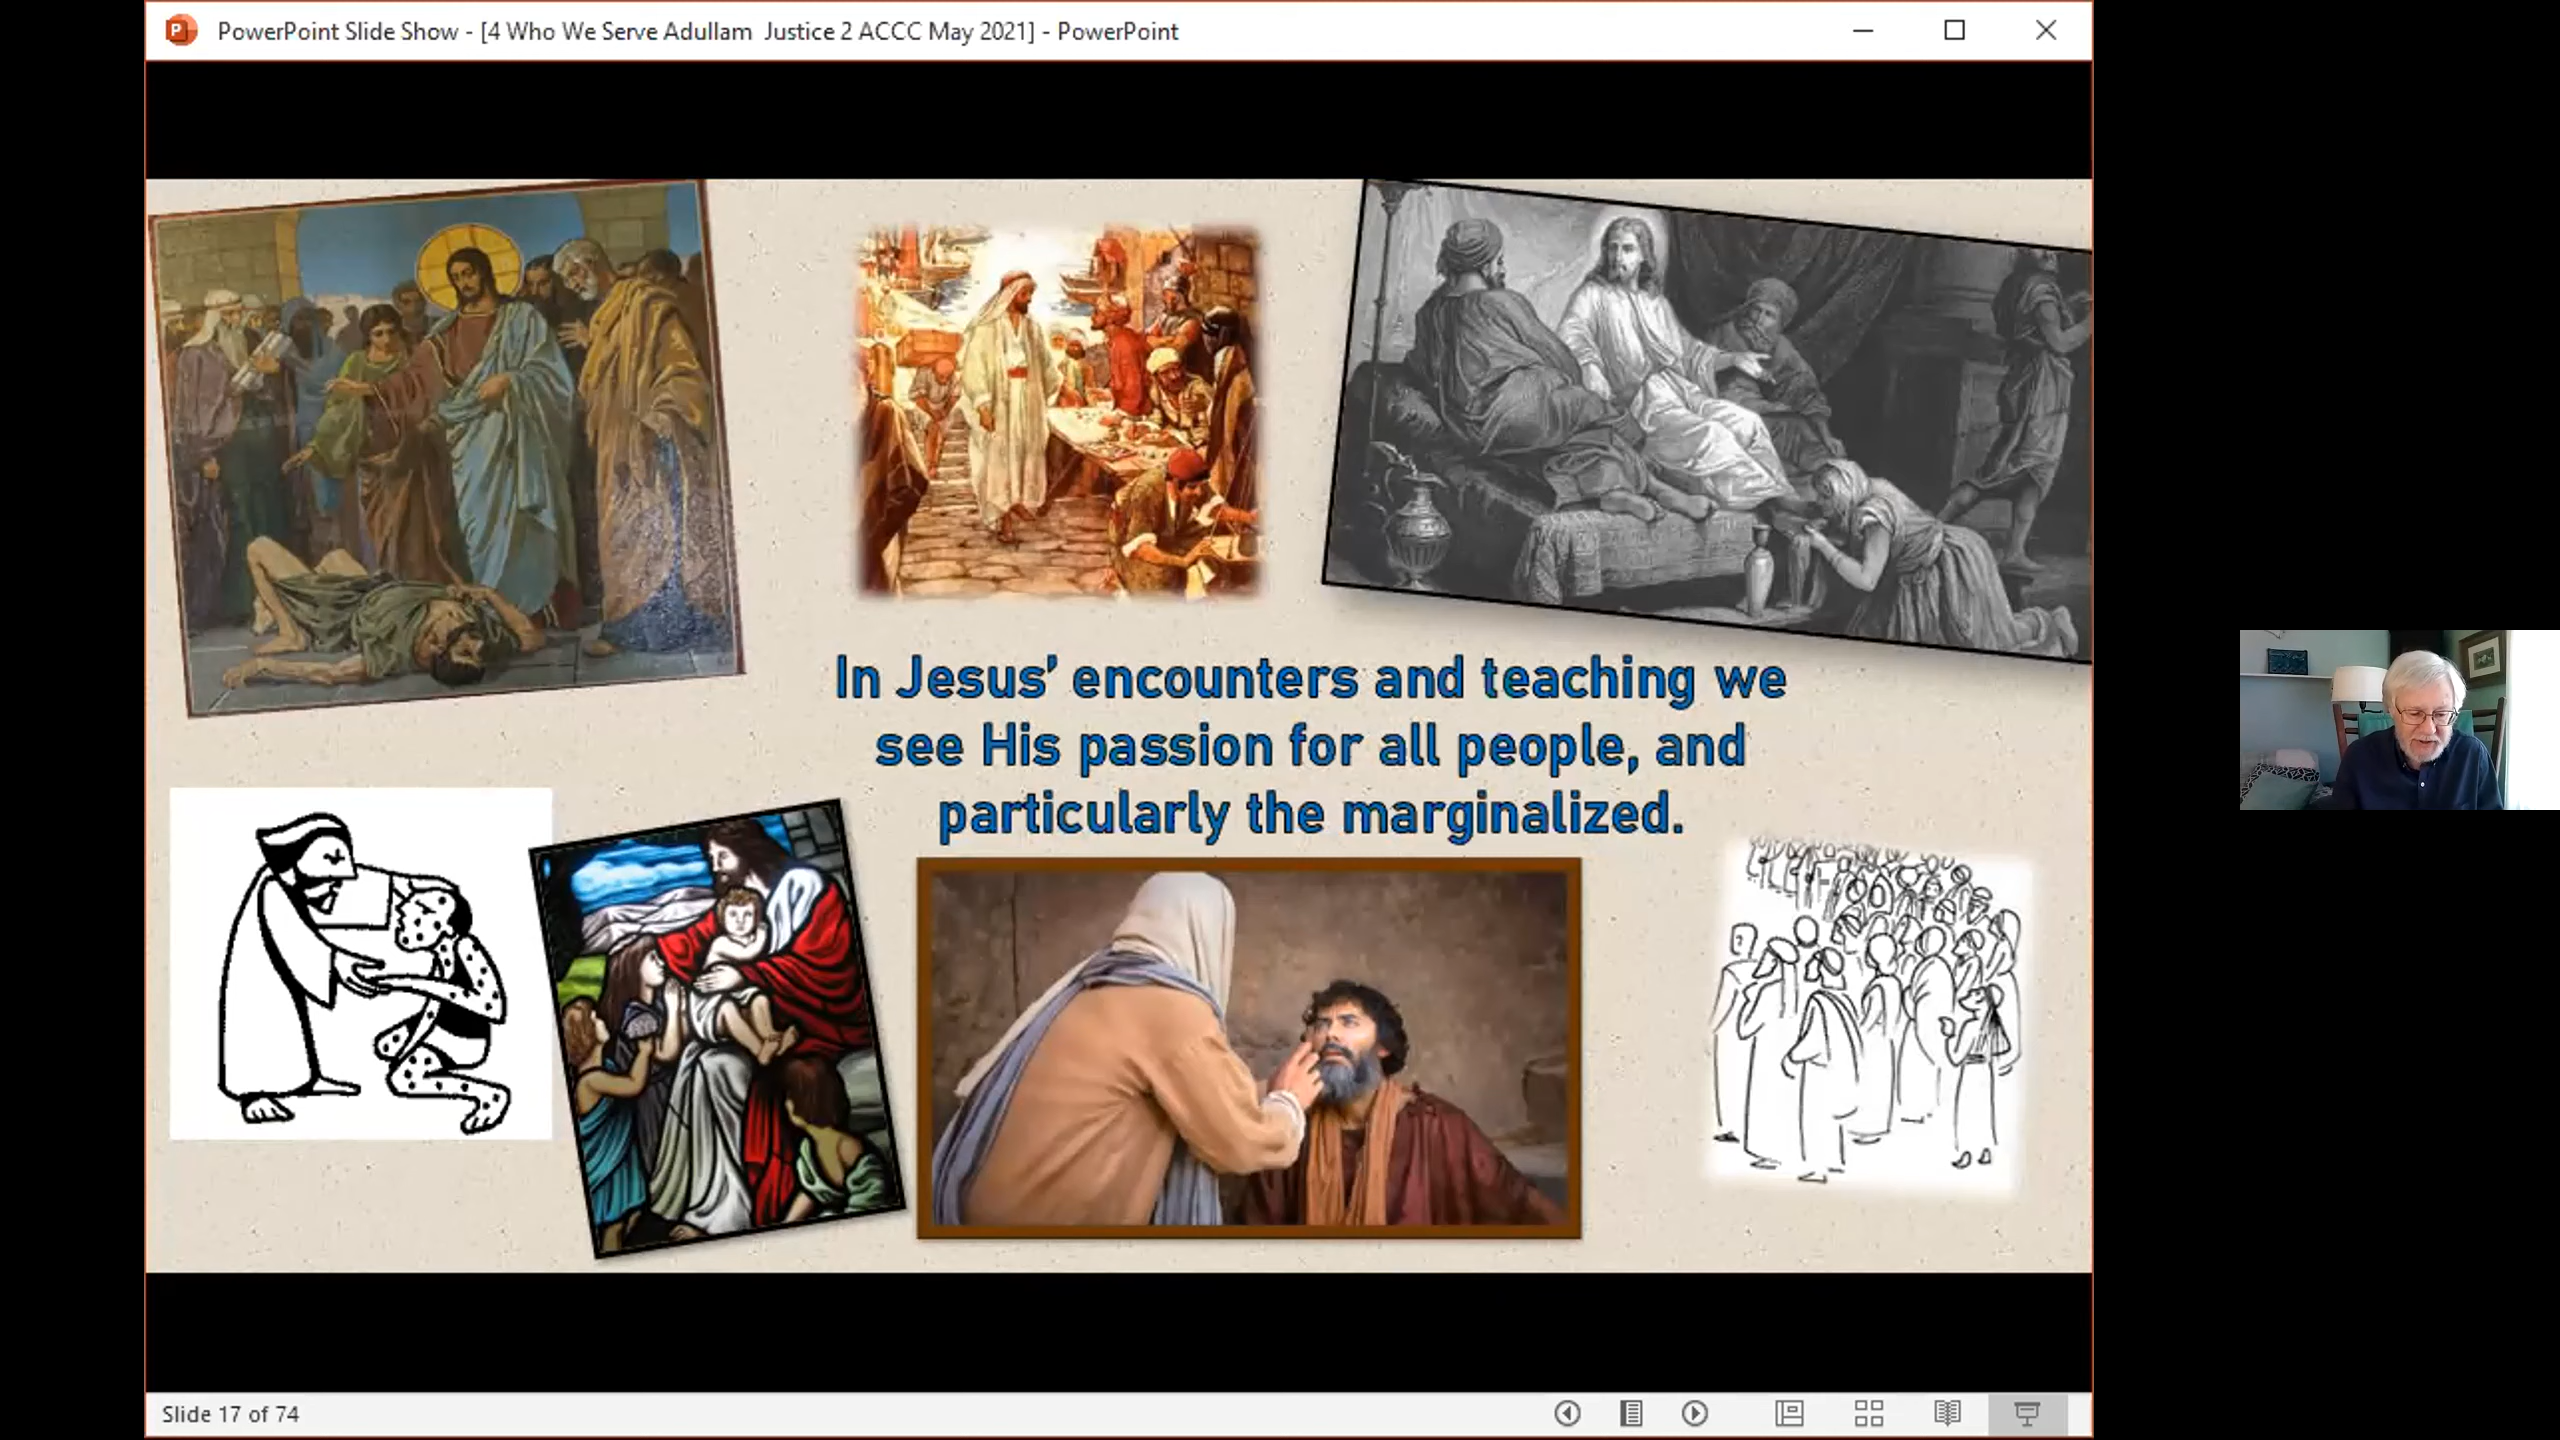 PowerPoint Slide Show - [4 Who We Serve Adullam  Justice 2 ACCC May 2021] - PowerPoint
In Jesus’ encounters and teaching we
see His passion for all people, and
particularly the marginalized.
Slide 17 of 74